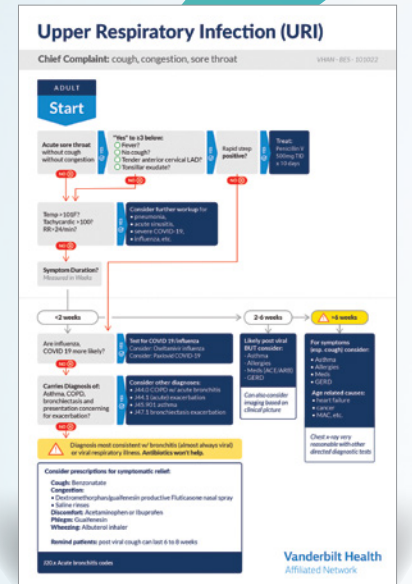 Upper Respiratory Infection (URI)
Chief Complaint: cough, congestion, sore throat
VHAN - BES - 101022
ADULT
Start
Acute sore throat
without cough
without congestion
"Yes" to ≥3 below:
Fever?
No cough?
Tender anterior cervical LAD?
Tonsillar exudate?
Rapid strep
positive?
Treat:
Penicillin V
500mg TID
x 10 days
NO
NO
NO
Temp >101F?
Tachycardic >100?
RR>24/min?
Consider further workup for
• pneumonia,
• acute sinusitis,
• severe COVID-19,
• influenza, etc.
NO
Symptom Duration?
Measured in Weeks
<2 weeks
2-6 weeks
>6 weeks
Are influenza,
COVID 19 more likely?
Test for COVID 19/influenza
Consider: Oseltamivir influenza
Consider: Paxlovid COVID-19
NO
Carries Diagnosis of:
Asthma, COPD,
bronchiectasis and
presentation concerning
for exacerbation?
Consider other diagnoses:
• J44.0 COPD w/ acute bronchitis
• J44.1 (acute) exacerbation
• J45.901 asthma
• J47.1 bronchiectasis exacerbation
NO
Likely post viral
BUT consider:
- Asthma
- Allergies
- Meds (ACE/ARB)
- GERD
Can also consider
imaging based on
clinical picture
For symptoms
(esp. cough) consider:
• Asthma
• Allergies
• Meds
• GERD
Age related causes:
• heart failure
• cancer
• MAC, etc.
Chest x-ray very
reasonable with other
directed diagnostic tests
Diagnosis most consistent w/ bronchitis (almost always viral)
or viral respiratory illness. Antibiotics won't help.
Consider prescriptions for symptomatic relief:
Cough: Benzonatate
Congestion:
• Dextromethorphan/guaifenesin productive Fluticasone nasal spray
• Saline rinses
Discomfort: Acetaminophen or Ibuprofen
Phlegm: Guaifenesin
Wheezing: Albuterol inhaler
Remind patients: post viral cough can last 6 to 8 weeks
J20.x Acute bronchitis codes
Vanderbilt Health
Affiliated Network